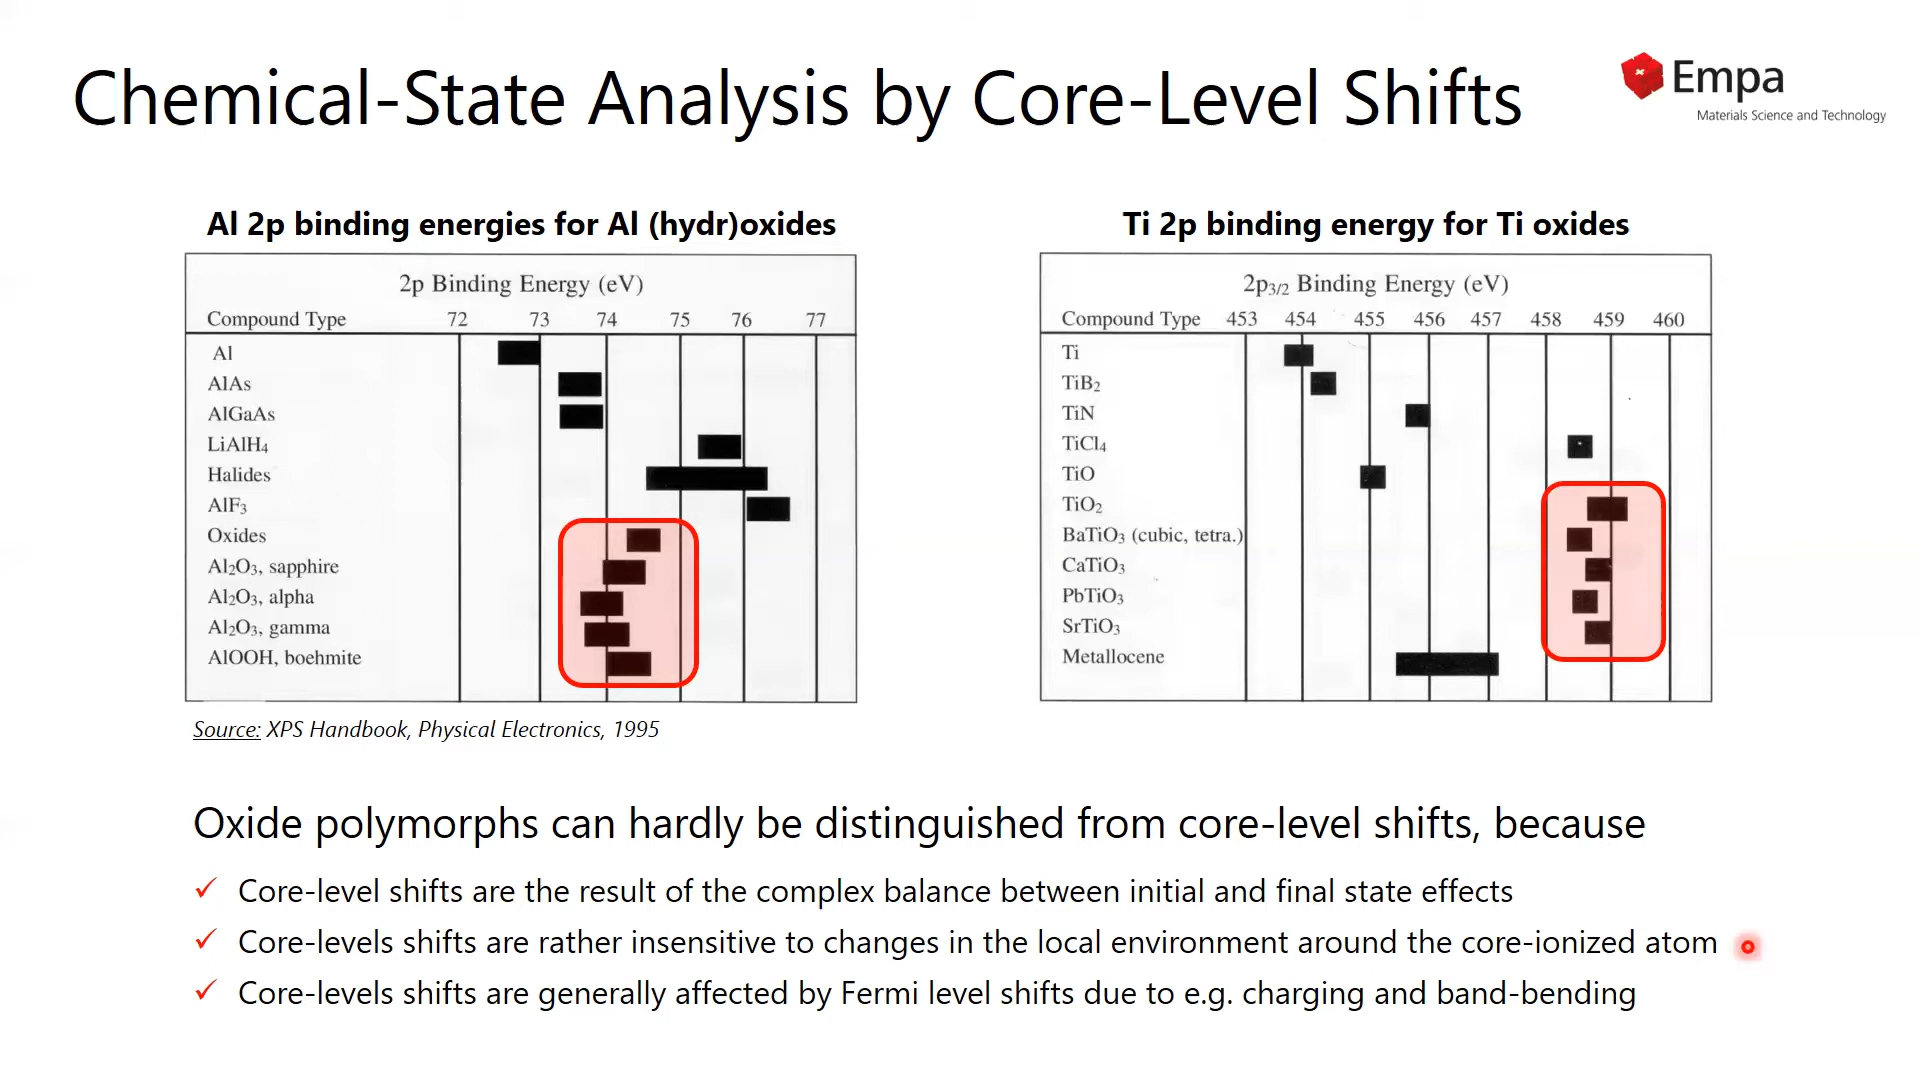 Chemical-State Analysis by Core-Level Shifts
Empa
Materials Science and Technology
Al 2p binding energies for Al (hydr)oxides
2p Binding Energy (eV)
Compound Type 72 73 74 75 76 77
Al
AlAs
AlGaAs
LiAlH₄
Halides
AlF₃
Oxides
Al₂O₃, sapphire
Al₂O₃, alpha
Al₂O₃, gamma
AlOOH, boehmite
Source: XPS Handbook, Physical Electronics, 1995
Ti 2p binding energy for Ti oxides
2p₃/₂ Binding Energy (eV)
Compound Type 453 454 455 456 457 458 459 460
Ti
TiB₂
TiN
TiCl₄
TiO
TiO₂
BaTiO₃ (cubic, tetra.)
CaTiO₃
PbTiO₃
SrTiO₃
Metallocene
Oxide polymorphs can hardly be distinguished from core-level shifts, because
✓ Core-level shifts are the result of the complex balance between initial and final state effects
✓ Core-levels shifts are rather insensitive to changes in the local environment around the core-ionized atom
✓ Core-levels shifts are generally affected by Fermi level shifts due to e.g. charging and band-bending